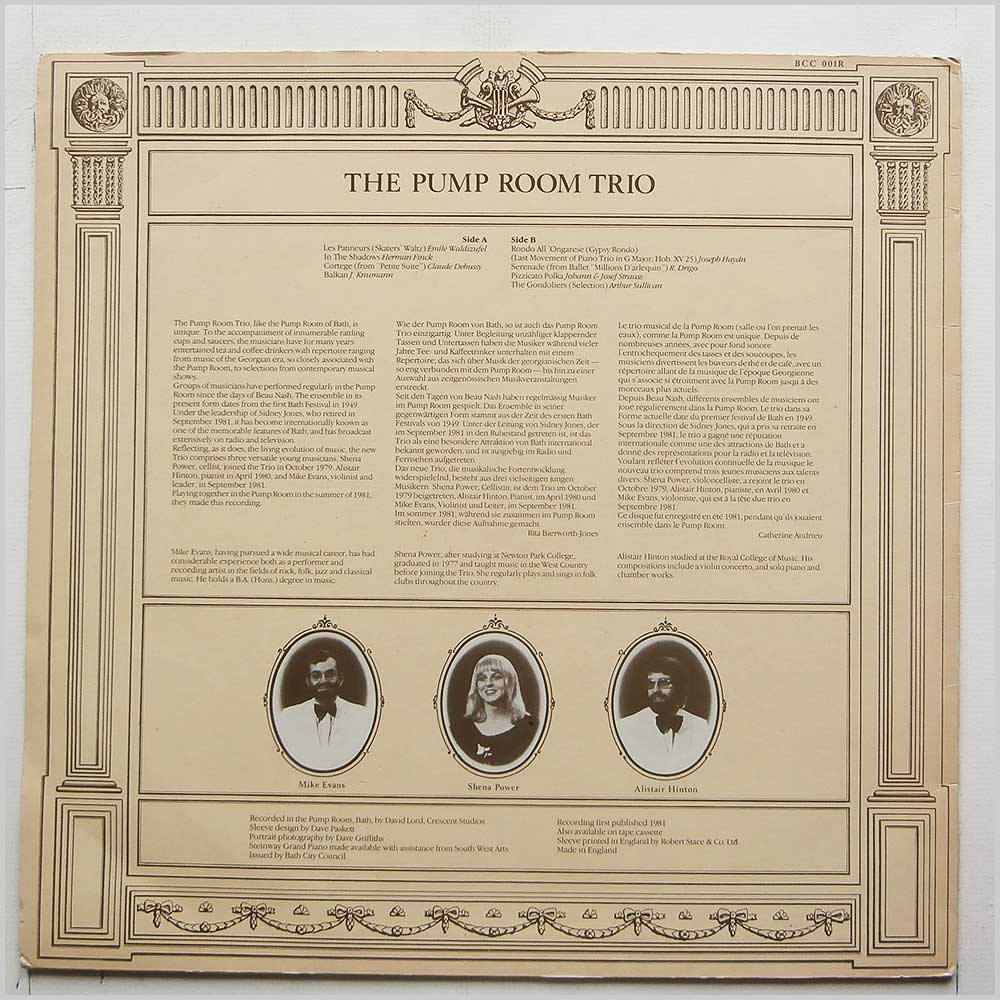 BCC 001R
THE PUMP ROOM TRIO
Side A
Les Patineurs (Skaters' Waltz) Emile Waldizufel
In The Shadows Herman Finck
Cortege (from "Petite Suite") Claude Debussy
Balkan J. Knumann
Side B
Rondo All 'Ongarese (Gypsy Rondo)
(Last Movement of Piano Trio in G Major, Hob. XV 25) Joseph Haydn
Serenade (from Ballet "Millions D'arlequin") R. Drigo
Pizzicato Polka Johann & Josef Strauss
The Gondoliers (Selection) Arthur Sullivan
The Pump Room Trio, like the Pump Room of Bath, is
unique. To the accompaniment of innumerable rattling
cups and saucers, the musicians have for many years
entertained tea and coffee drinkers with repertoire ranging
from music of the Georgian era, so closely associated with
the Pump Room, to selections from contemporary musical
shows.
Groups of musicians have performed regularly in the Pump
Room since the days of Beau Nash. The ensemble in its
present form dates from the first Bath Festival in 1949.
Under the leadership of Sidney Jones, who retired in
September 1981, it has become internationally known as
one of the memorable features of Bath, and has broadcast
extensively on radio and television.
Reflecting, as it does, the living evolution of music, the new
Trio comprises three versatile young musicians. Shena
Power, cellist, joined the Trio in October 1979. Alistair
Hinton, pianist in April 1980, and Mike Evans, violinist and
leader, in September 1981.
Playing together in the Pump Room in the summer of 1981,
they made this recording.
Wie der Pump Room von Bath, so ist auch das Pump Room
Trio einzigartig. Unter Begleitung unzähliger klappernder
Tassen und Untertassen haben die Musiker während vieler
Jahre Tee- und Kaffeetrinker unterhalten mit einem
Repertoire, das sich über Musik der georgianischen Zeit —
so eng verbunden mit dem Pump Room — bis hin zu einer
Auswahl aus zeitgenössischen Musikveranstaltungen
erstreckt.
Seit den Tagen von Beau Nash haben regelmässig Musiker
im Pump Room gespielt. Das Ensemble in seiner
gegenwärtigen Form stammt aus der Zeit des ersten Bath
Festivals von 1949. Unter der Leitung von Sidney Jones, der
im September 1981 in den Ruhestand getreten ist, ist das
Trio als eine besondere Attraktion von Bath international
bekannt geworden, und ist ausgiebig im Radio und
Fernsehen aufgetreten.
Das neue Trio, die musikalische Fortentwicklung
widerspielelnd, besteht aus drei vielseitigen jungen
Musikern. Shena Power, Cellistin, ist dem Trio im October
1979 beigetreten, Alistair Hinton, Pianist, im April 1980 und
Mike Evans, Violinist und Leiter, im September 1981.
Im sommer 1981, während sie zusammen im Pump Room
stielten, wurder diese Aufnahme gemacht.
Rita Bierworth-Jones
Le trio musical de la Pump Room (salle ou l'on prenait les
eaux), comme la Pump Room est unique. Depuis de
nombreuses années, avec pour fond sonore
l'entrochequement des tasses et des soucoupes, les
musiciens divertissent les buveurs de thé et de café, avec un
répertoire allant de la musique de l'époque Georgienne
qui s'associe si étroitement avec la Pump Room jusqu'à des
morceaux plus actuels.
Depuis Beau Nash, différents ensembles de musiciens ont
joué régulièrement dans la Pump Room. Le trio dans sa
Forme actuelle date du premier festival de Bath en 1949.
Sous la direction de Sidney Jones, qui a pris sa retraite en
Septembre 1981, le trio a gagné une réputation
internationale comme une des attractions de Bath et a
donné des représentations pour la radio et la télévision.
Voulant refléter l'evolution continuelle de la musique le
nouveau trio comprend trois jeunes musiciens aux talents
divers: Shena Power, violoncelliste, a rejoint le trio en
Octobre 1979, Alistair Hinton, pianiste, en Avril 1980 et
Mike Evans, violoniste, qui est à la tête due trio en
Septembre 1981.
Ce disque fut enregistré en été 1981, pendant qu'ils jouaient
ensemble dans le Pump Room.
Catherine Andrieu
Mike Evans, having pursued a wide musical career, has had
considerable experience both as a performer and
recording artist in the fields of rock, folk, jazz and classical
music. He holds a B.A. (Hons.) degree in music.
Shena Power, after studying at Newton Park College,
graduated in 1977 and taught music in the West Country
before joining the Trio. She regularly plays and sings in folk
clubs throughout the country.
Alistair Hinton studied at the Royal College of Music. His
compositions include a violin concerto, and solo piano and
chamber works.
Mike Evans
Shena Power
Alistair Hinton
Recorded in the Pump Room, Bath, by David Lord, Crescent Studios
Sleeve design by Dave Paskett
Portrait photography by Dave Griffiths
Steinway Grand Piano made available with assistance from South West Arts
Issued by Bath City Council
Recording first published 1981
Also available on tape cassette
Sleeve printed in England by Robert Stace & Co. Ltd.
Made in England